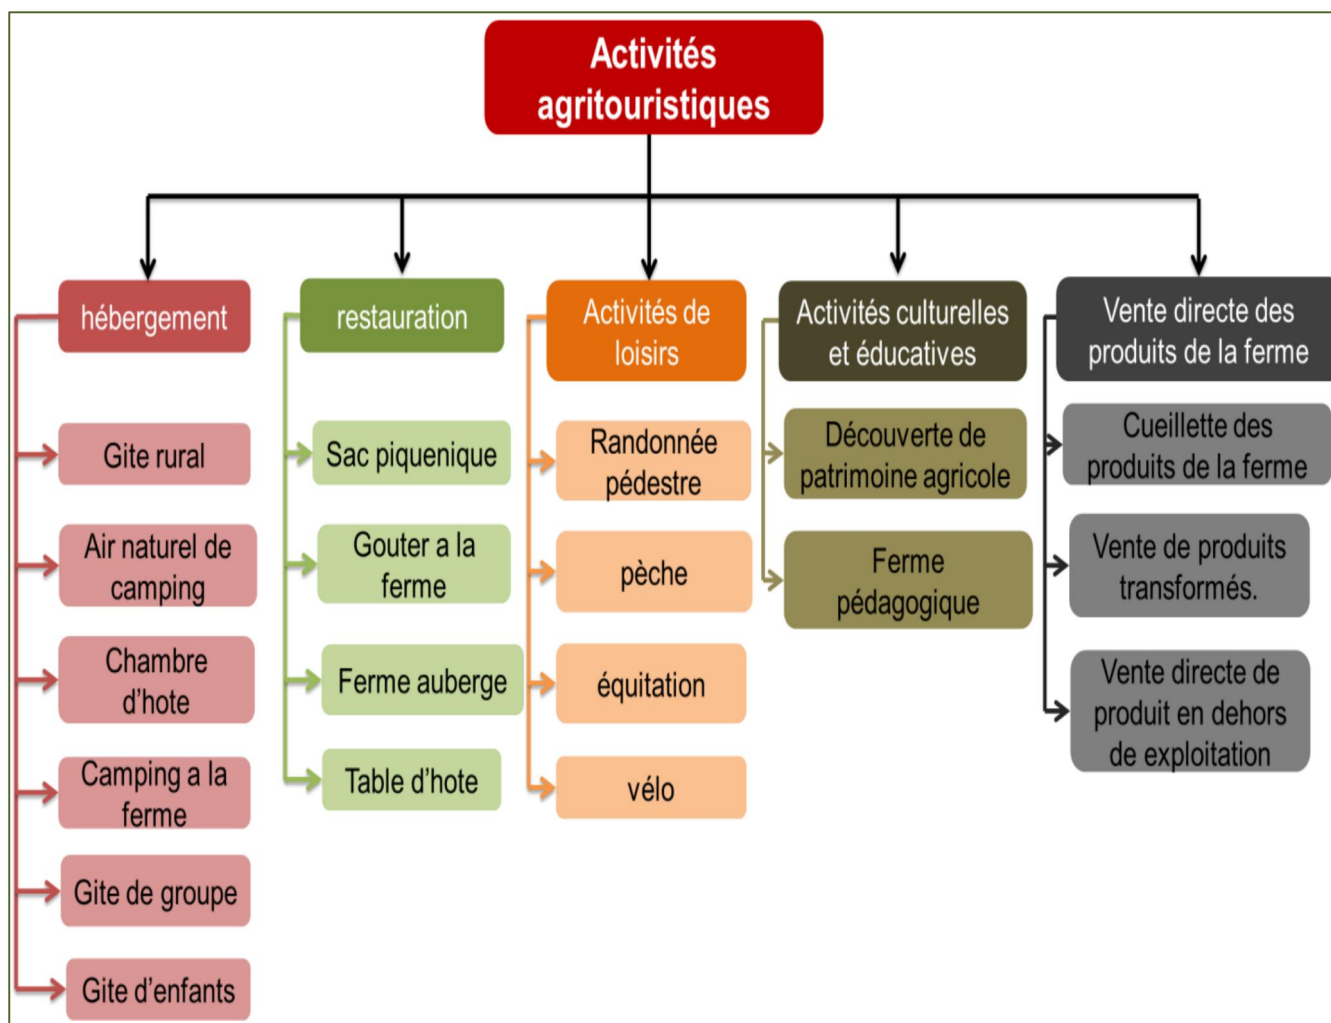 Activités
agritouristiques
hébergement
Gite rural
Air naturel de
camping
Chambre
d'hote
Camping a la
ferme
Gite de groupe
Gite d'enfants
restauration
Sac piquenique
Gouter a la
ferme
Ferme auberge
Table d'hote
Activités de
loisirs
Randonnée
pédestre
pèche
équitation
vélo
Activités culturelles
et éducatives
Découverte de
patrimoine agricole
Ferme
pédagogique
Vente directe des
produits de la ferme
Cueillette des
produits de la ferme
Vente de produits
transformés.
Vente directe de
produit en dehors
de exploitation